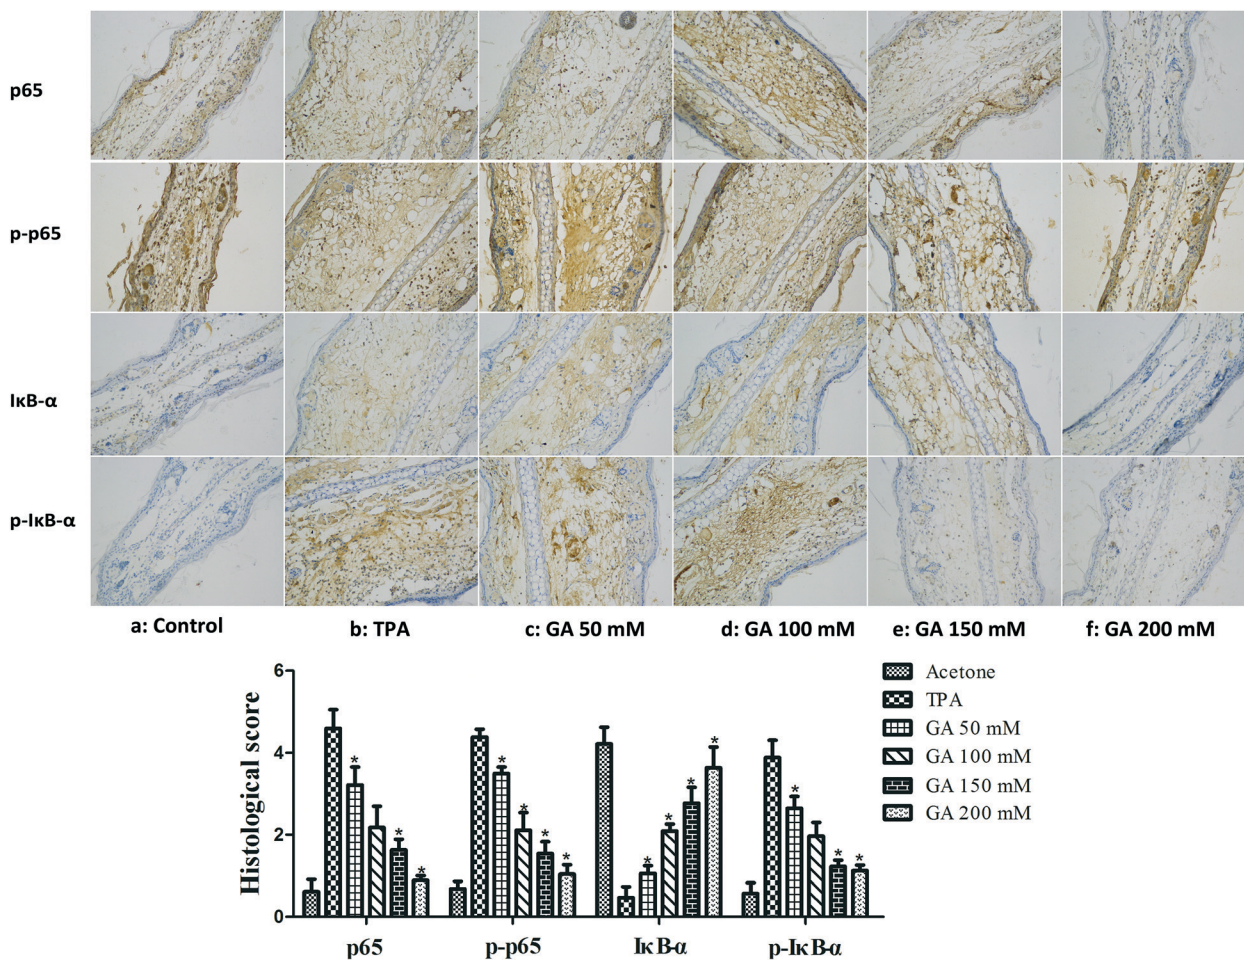 p65
p-p65
IκB-α
p-IκB-α
a: Control
b: TPA
c: GA 50 mM
d: GA 100 mM
e: GA 150 mM
f: GA 200 mM
Histological score
6
4
2
0
* * *
* * * *
* * * *
* * *
p65
p-p65
IκB-α
p-IκB-α
Acetone
TPA
GA 50 mM
GA 100 mM
GA 150 mM
GA 200 mM